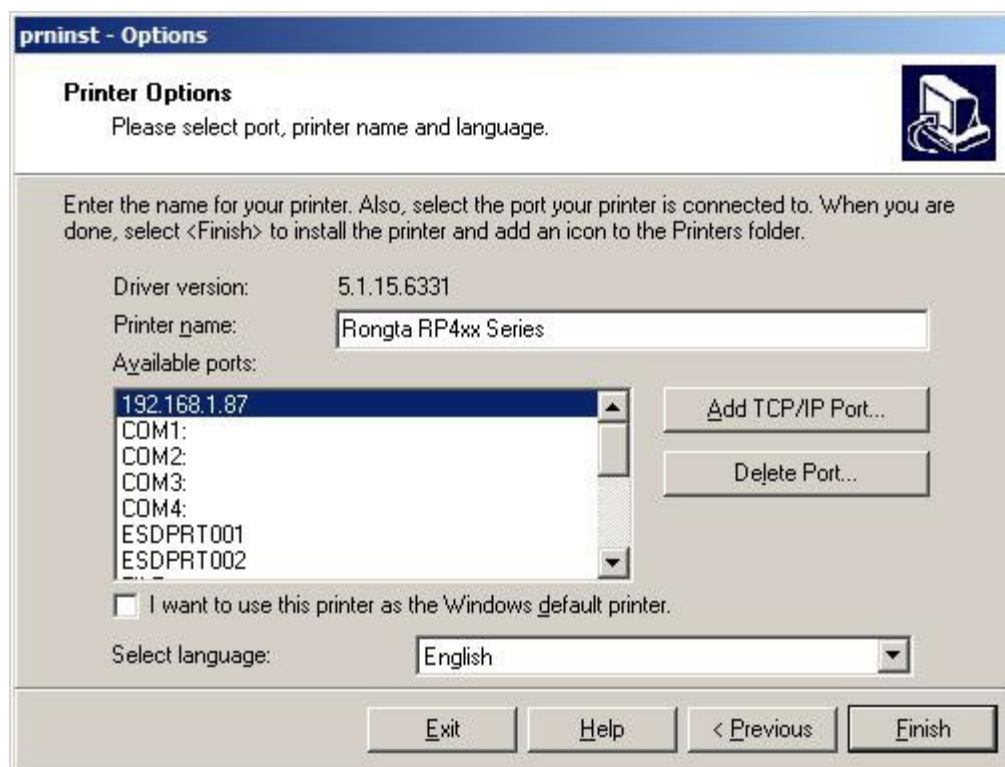 prninst - Options
Printer Options
Please select port, printer name and language.
Enter the name for your printer. Also, select the port your printer is connected to. When you are
done, select <Finish> to install the printer and add an icon to the Printers folder.
Driver version: 5.1.15.6331
Printer name: Rongta RP4xx Series
Available ports:
192.168.1.87
COM1:
COM2:
COM3:
COM4:
ESDPRT001
ESDPRT002
Add TCP/IP Port...
Delete Port...
I want to use this printer as the Windows default printer.
Select language: English
Exit Help < Previous Finish